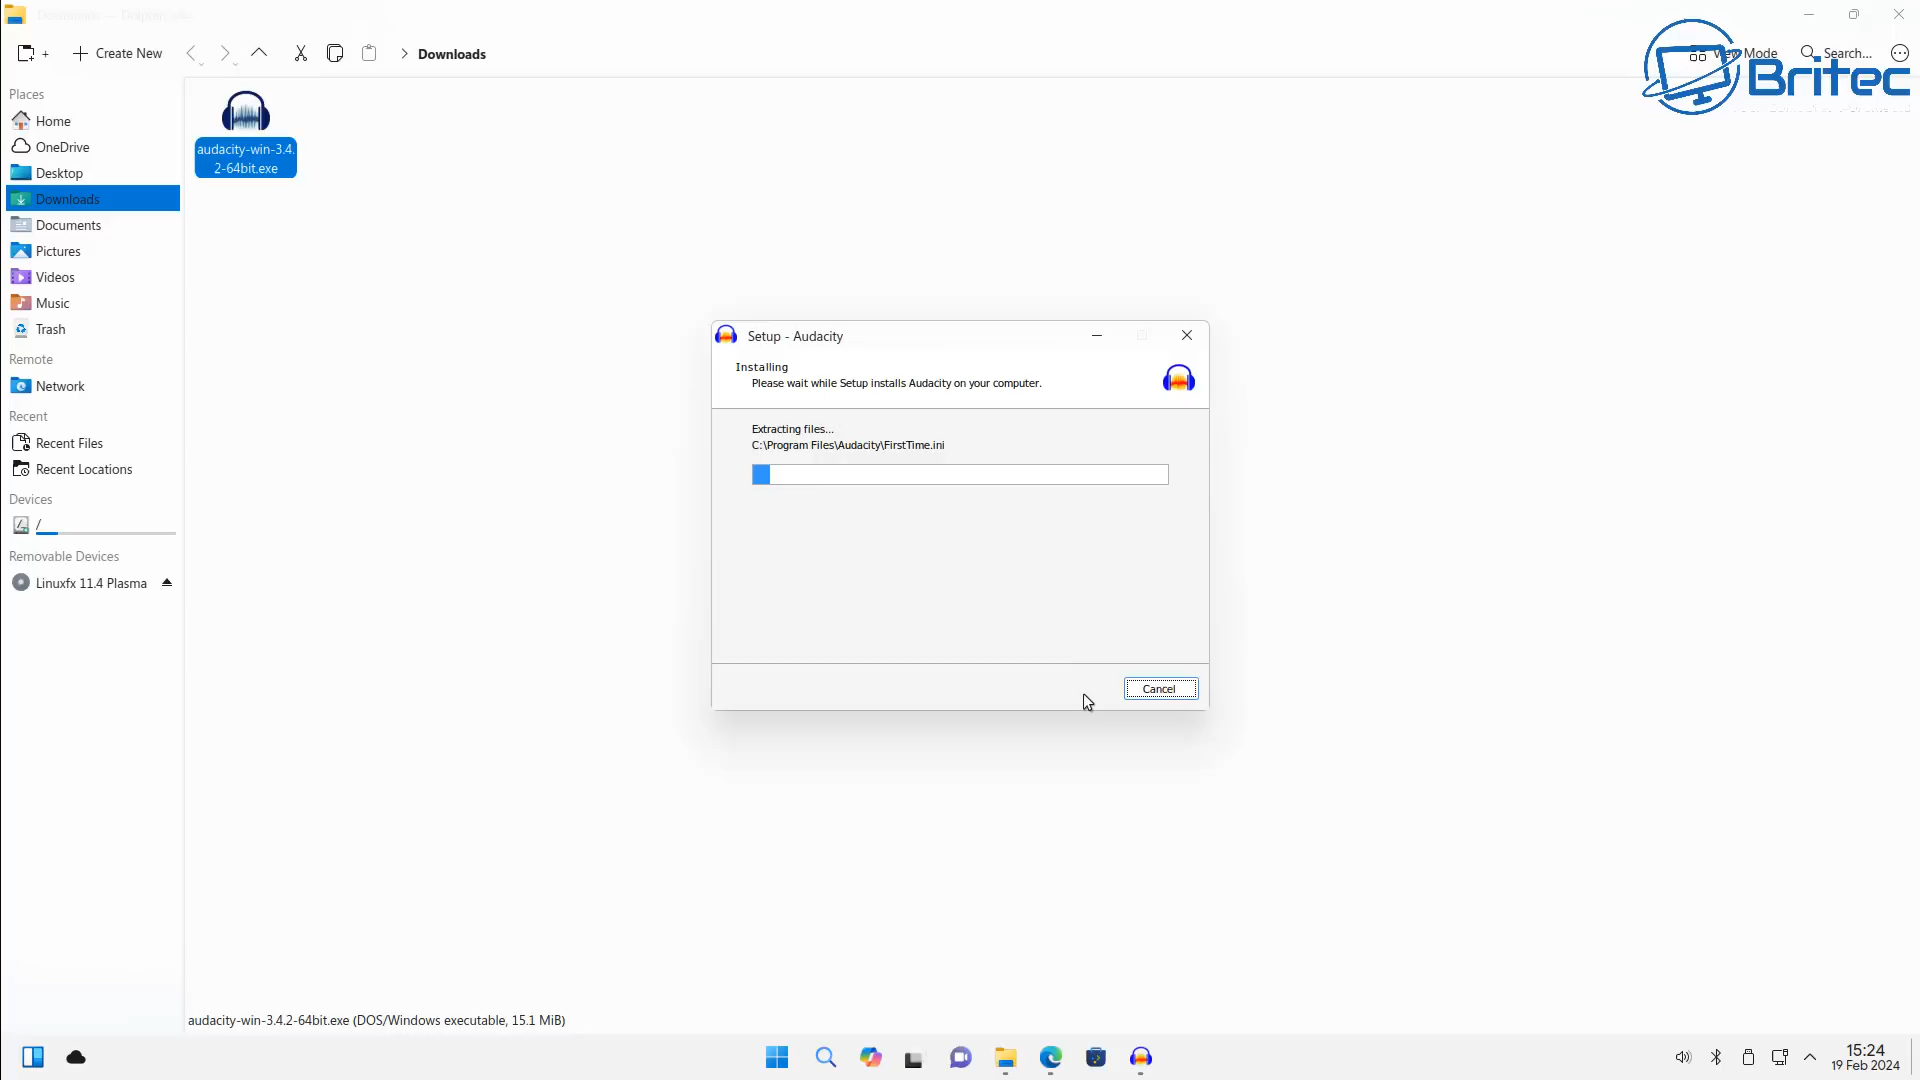 Create New
Downloads
View Mode
Search...
Britec
Places
Home
OneDrive
Desktop
Downloads
Documents
Pictures
Videos
Music
Trash
Remote
Network
Recent
Recent Files
Recent Locations
Devices
/
Removable Devices
Linuxfx 11.4 Plasma
audacity-win-3.4.
2-64bit.exe
Setup - Audacity
Installing
Please wait while Setup installs Audacity on your computer.
Extracting files...
C:\Program Files\Audacity\FirstTime.ini
Cancel
audacity-win-3.4.2-64bit.exe (DOS/Windows executable, 15.1 MiB)
15:24
19 Feb 2024